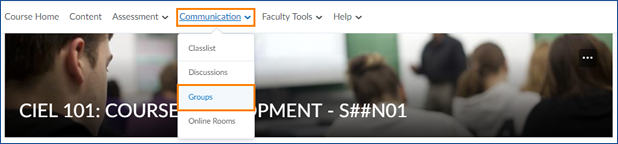 Course Home Content Assessment Communication Faculty Tools Help
Classlist
Discussions
Groups
CIEL 101: COURSE OPMENT - S##N01
Online Rooms